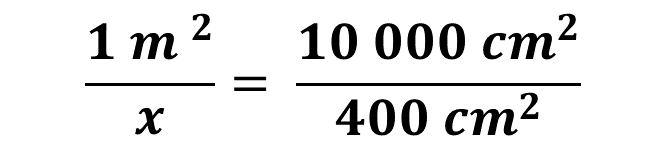 1 m² / x = 10 000 cm² / 400 cm²